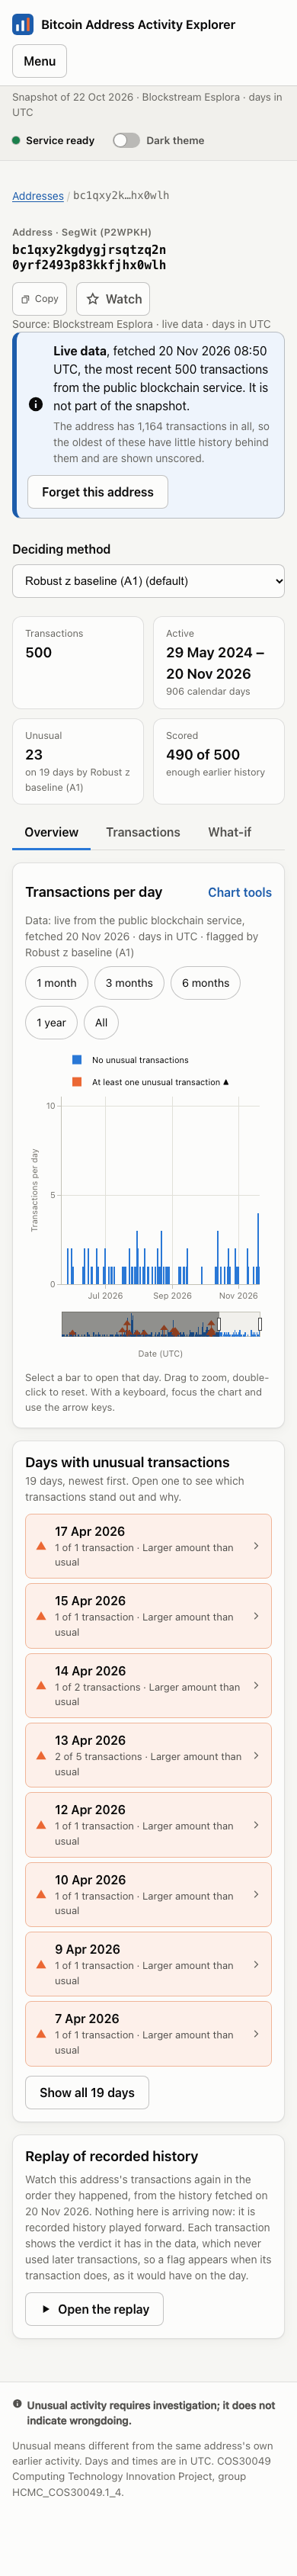 Bitcoin Address Activity Explorer
Menu
Snapshot of 22 Oct 2026 · Blockstream Esplora · days in
UTC
Service ready
Dark theme
Addresses / bc1qxy2k…hx0wlh
Address · SegWit (P2WPKH)
bc1qxy2kgdygjrsqtzq2n
0yrf2493p83kkfjhx0wlh
Copy
Watch
Source: Blockstream Esplora · live data · days in UTC
Live data, fetched 20 Nov 2026 08:50
UTC, the most recent 500 transactions
from the public blockchain service. It is
not part of the snapshot.
The address has 1,164 transactions in all, so
the oldest of these have little history behind
them and are shown unscored.
Forget this address
Deciding method
Robust z baseline (A1) (default)
Transactions
500
Active
29 May 2024 –
20 Nov 2026
906 calendar days
Unusual
23
on 19 days by Robust z
baseline (A1)
Scored
490 of 500
enough earlier history
Overview
Transactions
What-if
Transactions per day
Chart tools
Data: live from the public blockchain service,
fetched 20 Nov 2026 · days in UTC · flagged by
Robust z baseline (A1)
1 month
3 months
6 months
1 year
All
No unusual transactions
At least one unusual transaction ▲
Transactions per day
10
5
0
Jul 2026
Sep 2026
Nov 2026
Date (UTC)
Select a bar to open that day. Drag to zoom, double-
click to reset. With a keyboard, focus the chart and
use the arrow keys.
Days with unusual transactions
19 days, newest first. Open one to see which
transactions stand out and why.
17 Apr 2026
1 of 1 transaction · Larger amount than
usual
15 Apr 2026
1 of 1 transaction · Larger amount than
usual
14 Apr 2026
1 of 2 transactions · Larger amount than
usual
13 Apr 2026
2 of 5 transactions · Larger amount than
usual
12 Apr 2026
1 of 1 transaction · Larger amount than
usual
10 Apr 2026
1 of 1 transaction · Larger amount than
usual
9 Apr 2026
1 of 1 transaction · Larger amount than
usual
7 Apr 2026
1 of 1 transaction · Larger amount than
usual
Show all 19 days
Replay of recorded history
Watch this address's transactions again in the
order they happened, from the history fetched on
20 Nov 2026. Nothing here is arriving now: it is
recorded history played forward. Each transaction
shows the verdict it has in the data, which never
used later transactions, so a flag appears when its
transaction does, as it would have on the day.
Open the replay
Unusual activity requires investigation; it does not
indicate wrongdoing.
Unusual means different from the same address's own
earlier activity. Days and times are in UTC. COS30049
Computing Technology Innovation Project, group
HCMC_COS30049.1_4.